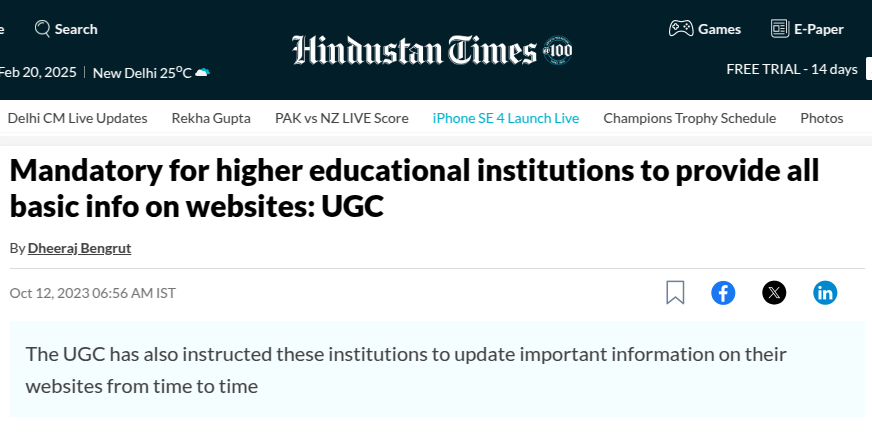 e
Search
Hindustan Times @100
Games
E-Paper
Feb 20, 2025 | New Delhi 25°C
FREE TRIAL - 14 days
Delhi CM Live Updates
Rekha Gupta
PAK vs NZ LIVE Score
iPhone SE 4 Launch Live
Champions Trophy Schedule
Photos
Mandatory for higher educational institutions to provide all
basic info on websites: UGC
By Dheeraj Bengrut
Oct 12, 2023 06:56 AM IST
The UGC has also instructed these institutions to update important information on their
websites from time to time